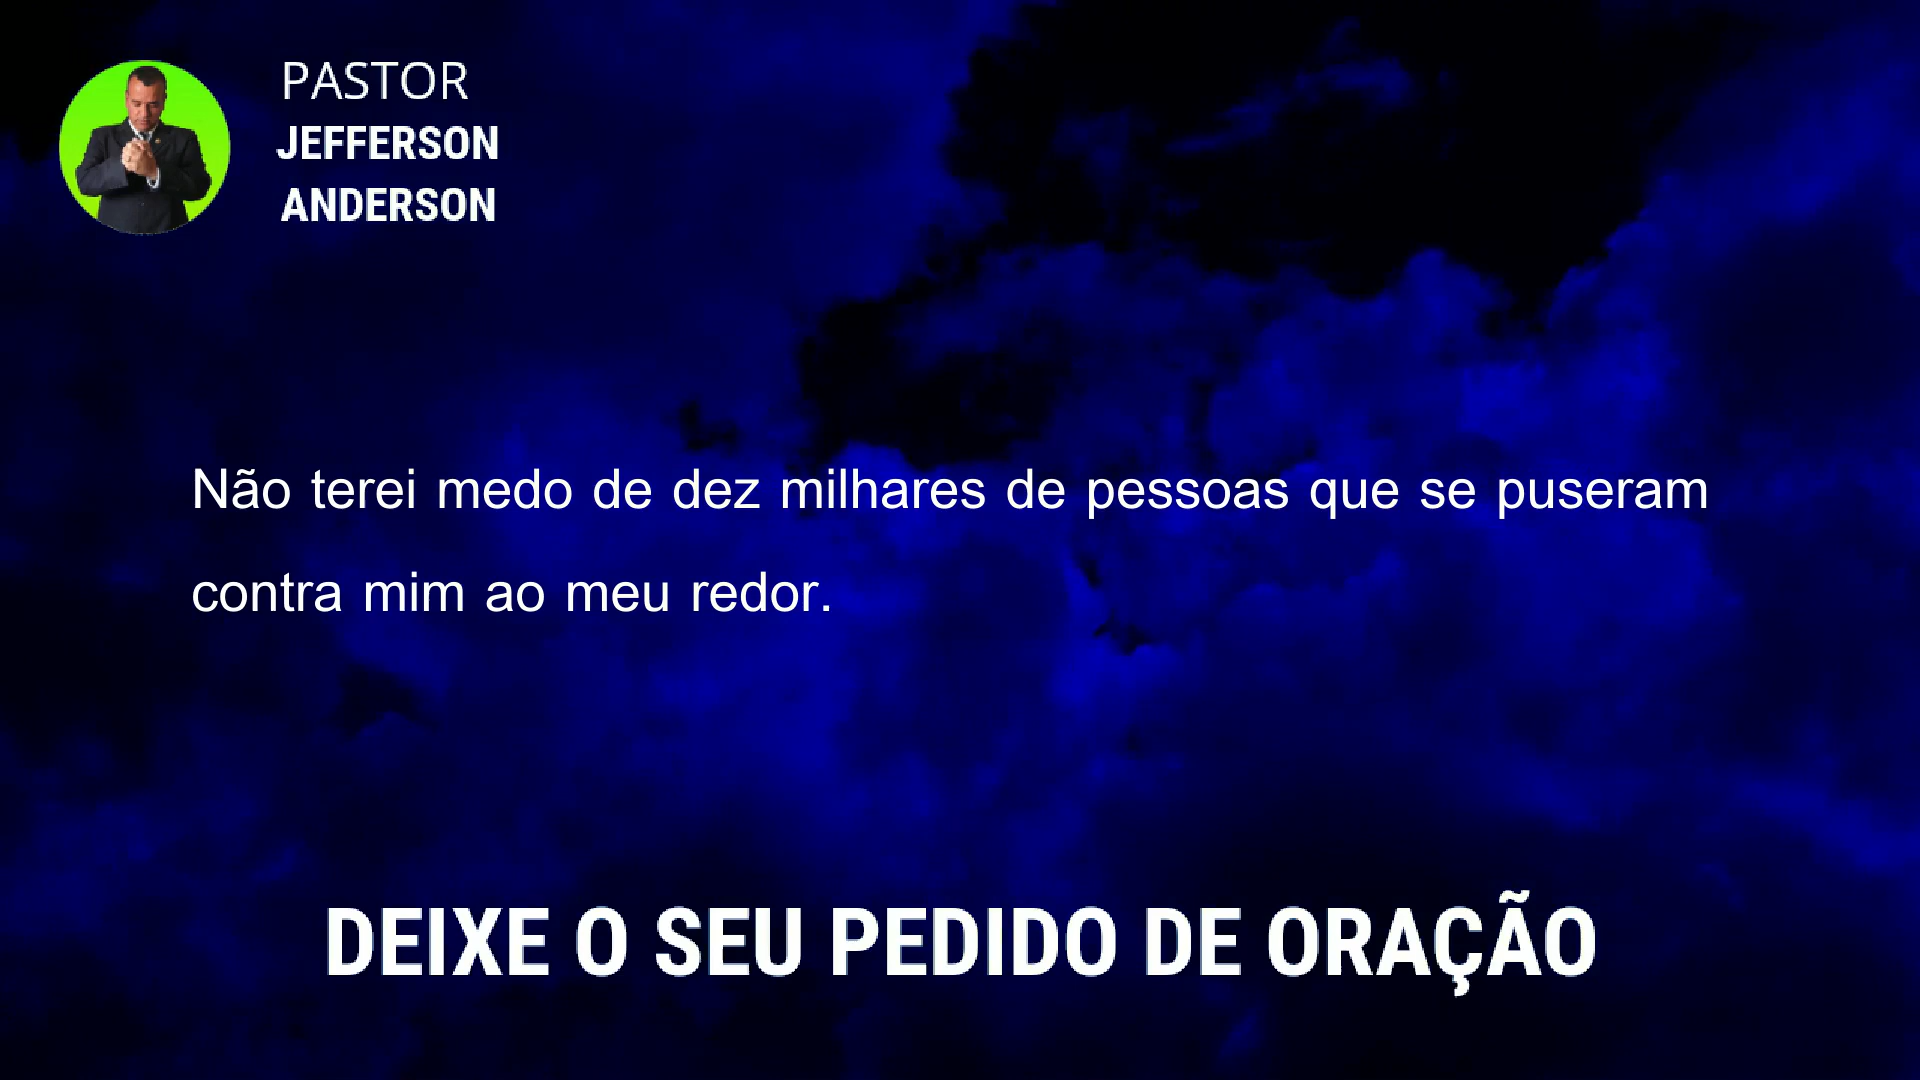 PASTOR
JEFFERSON
ANDERSON
Não terei medo de dez milhares de pessoas que se puseram
contra mim ao meu redor.
DEIXE O SEU PEDIDO DE ORAÇÃO